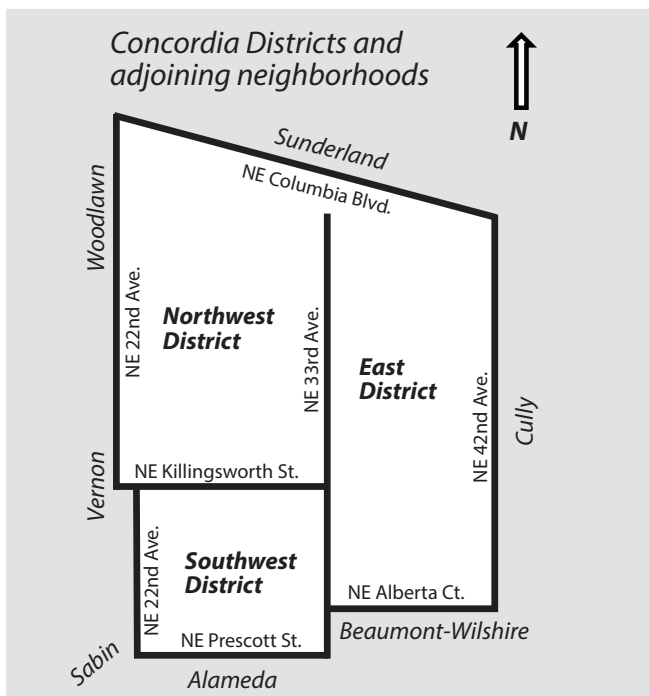 Concordia Districts and
adjoining neighborhoods
N
Sunderland
NE Columbia Blvd.
Woodlawn
NE 22nd Ave.
Northwest
District
NE 33rd Ave.
East
District
NE 42nd Ave.
Cully
NE Killingsworth St.
Vernon
NE 22nd Ave.
Southwest
District
NE Alberta Ct.
Beaumont-Wilshire
NE Prescott St.
Sabin
Alameda